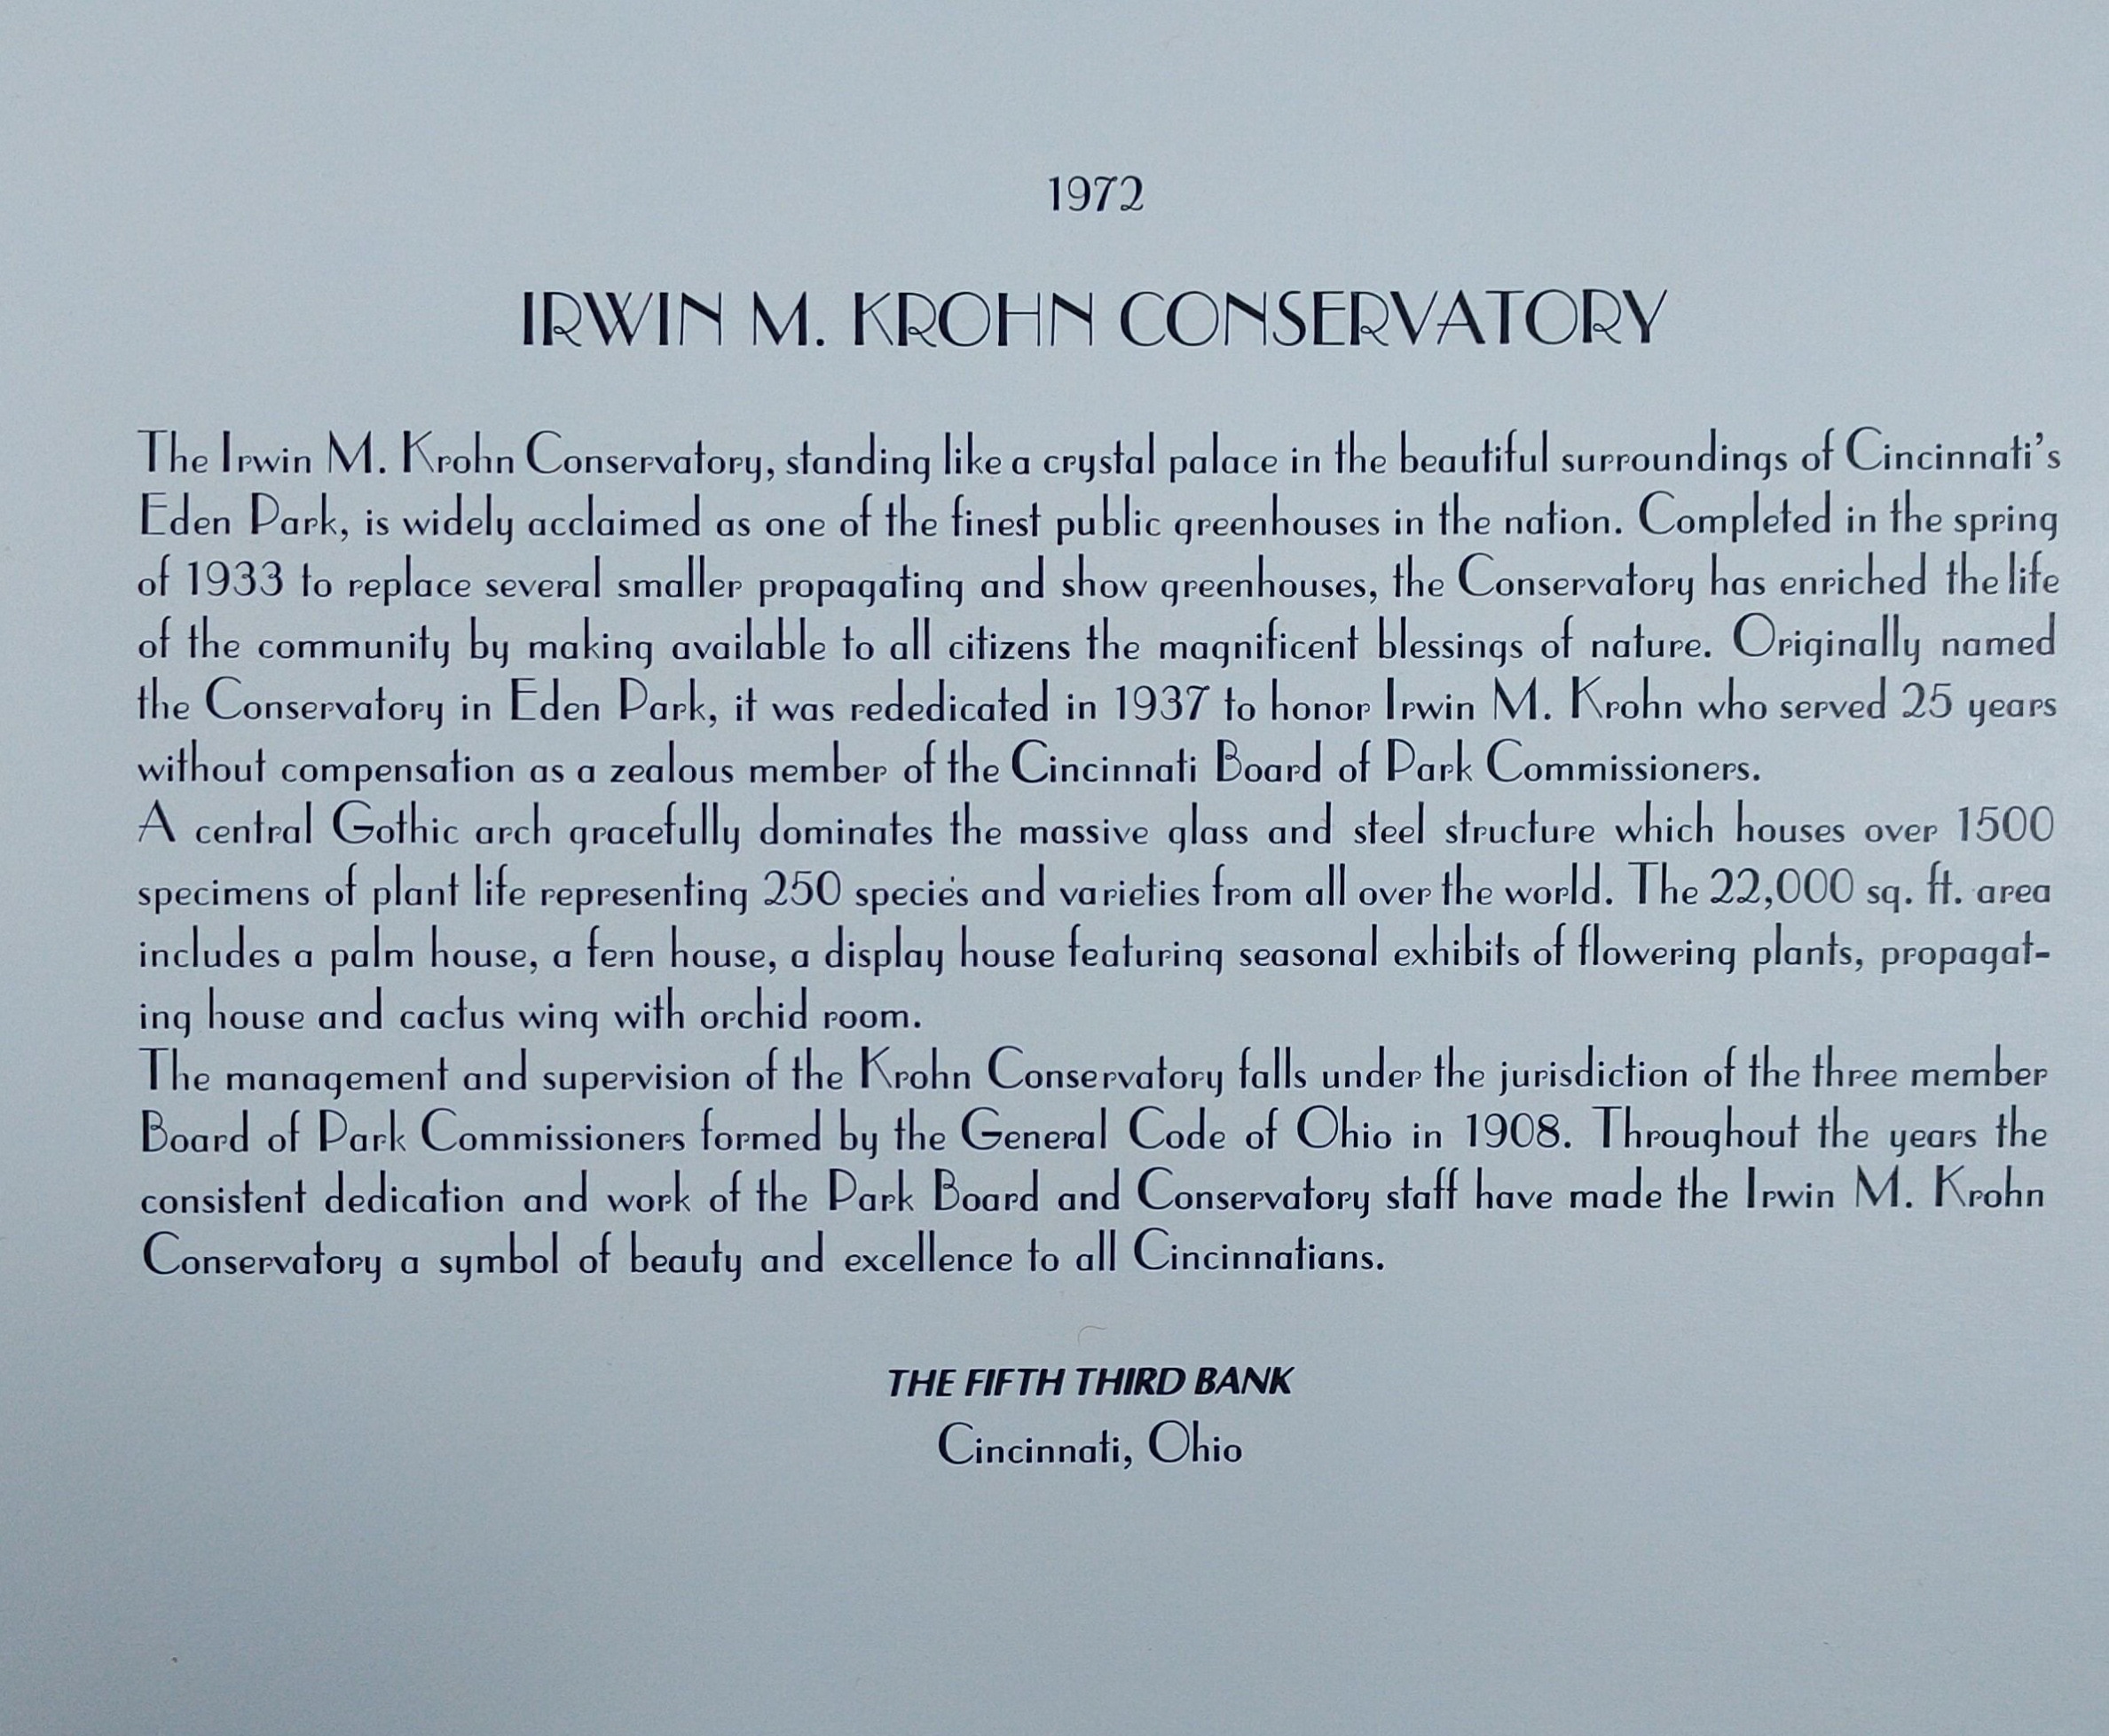 1972
IRWIN M. KROHN CONSERVATORY
The Irwin M. Krohn Conservatory, standing like a crystal palace in the beautiful surroundings of Cincinnati's
Eden Park, is widely acclaimed as one of the finest public greenhouses in the nation. Completed in the spring
of 1933 to replace several smaller propagating and show greenhouses, the Conservatory has enriched the life
of the community by making available to all citizens the magnificent blessings of nature. Originally named
the Conservatory in Eden Park, it was rededicated in 1937 to honor Irwin M. Krohn who served 25 years
without compensation as a zealous member of the Cincinnati Board of Park Commissioners.
A central Gothic arch gracefully dominates the massive glass and steel structure which houses over 1500
specimens of plant life representing 250 species and varieties from all over the world. The 22,000 sq. ft. area
includes a palm house, a fern house, a display house featuring seasonal exhibits of flowering plants, propagat-
ing house and cactus wing with orchid room.
The management and supervision of the Krohn Conservatory falls under the jurisdiction of the three member
Board of Park Commissioners formed by the General Code of Ohio in 1908. Throughout the years the
consistent dedication and work of the Park Board and Conservatory staff have made the Irwin M. Krohn
Conservatory a symbol of beauty and excellence to all Cincinnatians.
THE FIFTH THIRD BANK
Cincinnati, Ohio